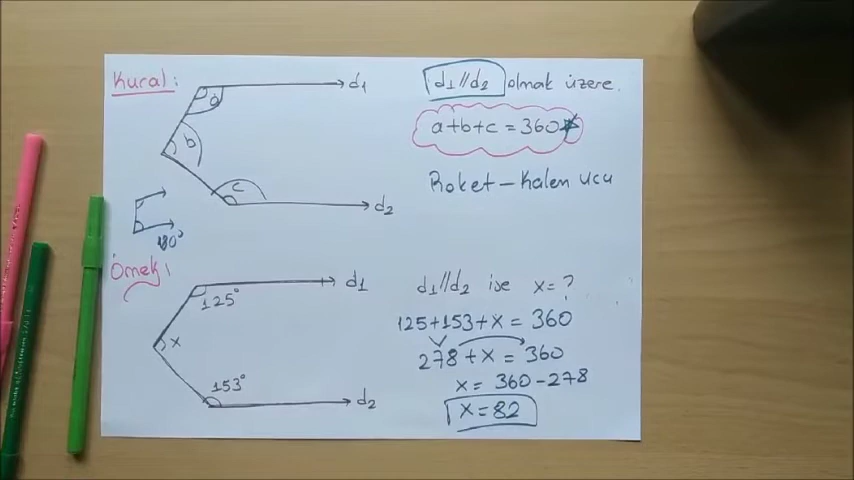 Kural:
a
d1
b
c
d2
180°
d1//d2 olmak üzere.
a+b+c=360
Roket-Kalem ucu
Örnek:
125°
d1
x
153°
d2
d1//d2 ise x=?
125+153+x=360
278+x=360
x=360-278
x=82